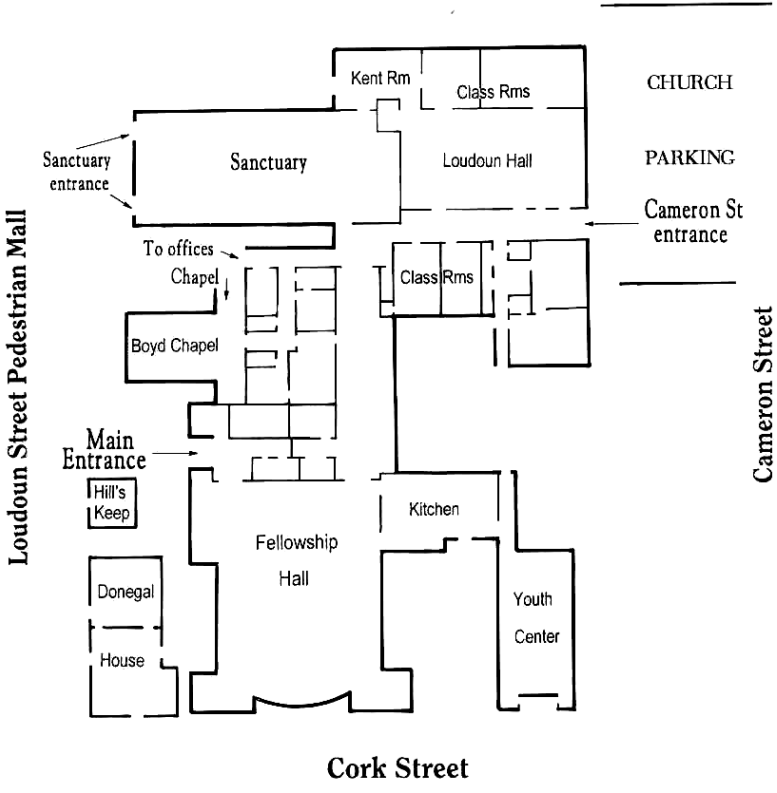 Kent Rm
Class Rms
CHURCH
Sanctuary
entrance
Sanctuary
Loudoun Hall
PARKING
Cameron St
entrance
To offices
Chapel
Class Rms
Boyd Chapel
Loudoun Street Pedestrian Mall
Cameron Street
Main
Entrance
Hill's
Keep
Kitchen
Fellowship
Hall
Donegal
House
Youth
Center
Cork Street